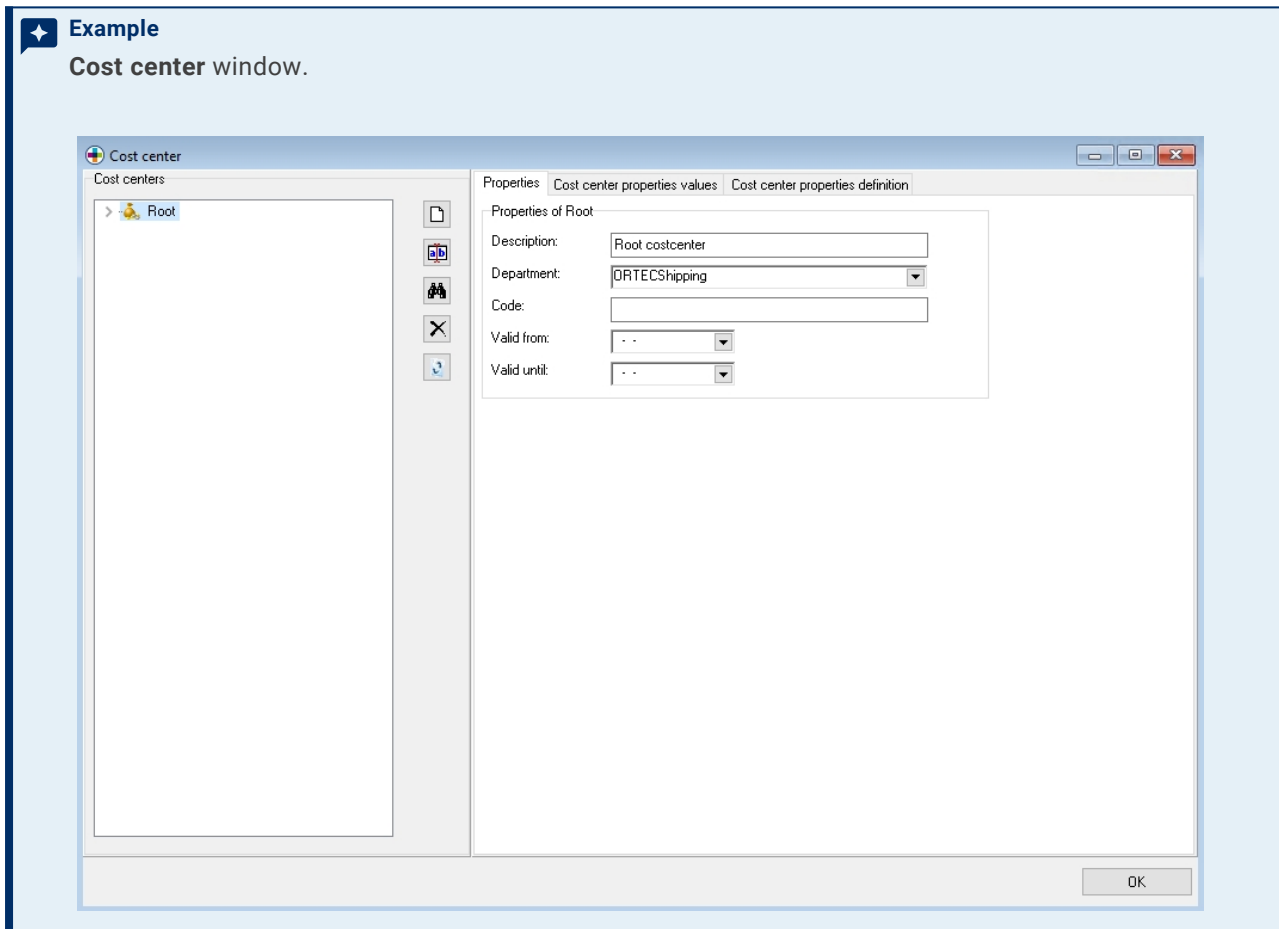 Example
Cost center window.
Cost center
Cost centers
Root
ab
Properties
Cost center properties values
Cost center properties definition
Properties of Root
Description: Root costcenter
Department: ORTECShipping
Code:
Valid from: - -
Valid until: - -
OK